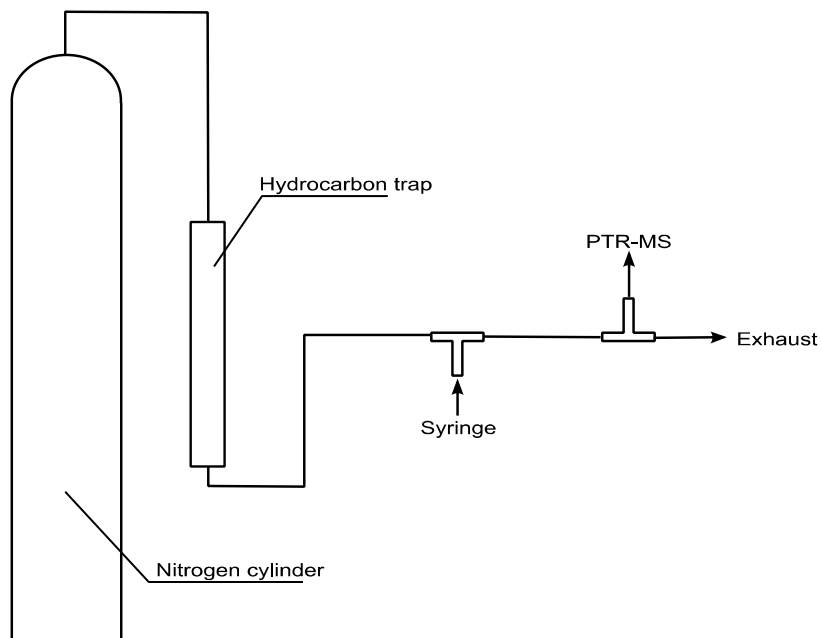 Hydrocarbon trap
PTR-MS
Exhaust
Syringe
Nitrogen cylinder